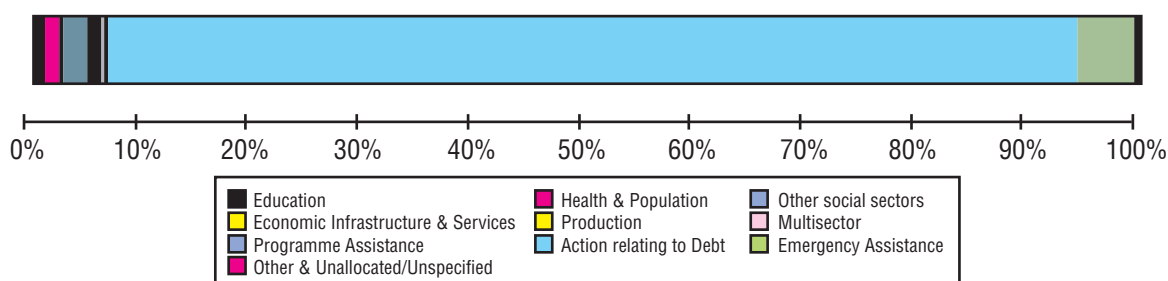 0% 10% 20% 30% 40% 50% 60% 70% 80% 90% 100%
Education Health & Population Other social sectors
Economic Infrastructure & Services Production Multisector
Programme Assistance Action relating to Debt Emergency Assistance
Other & Unallocated/Unspecified